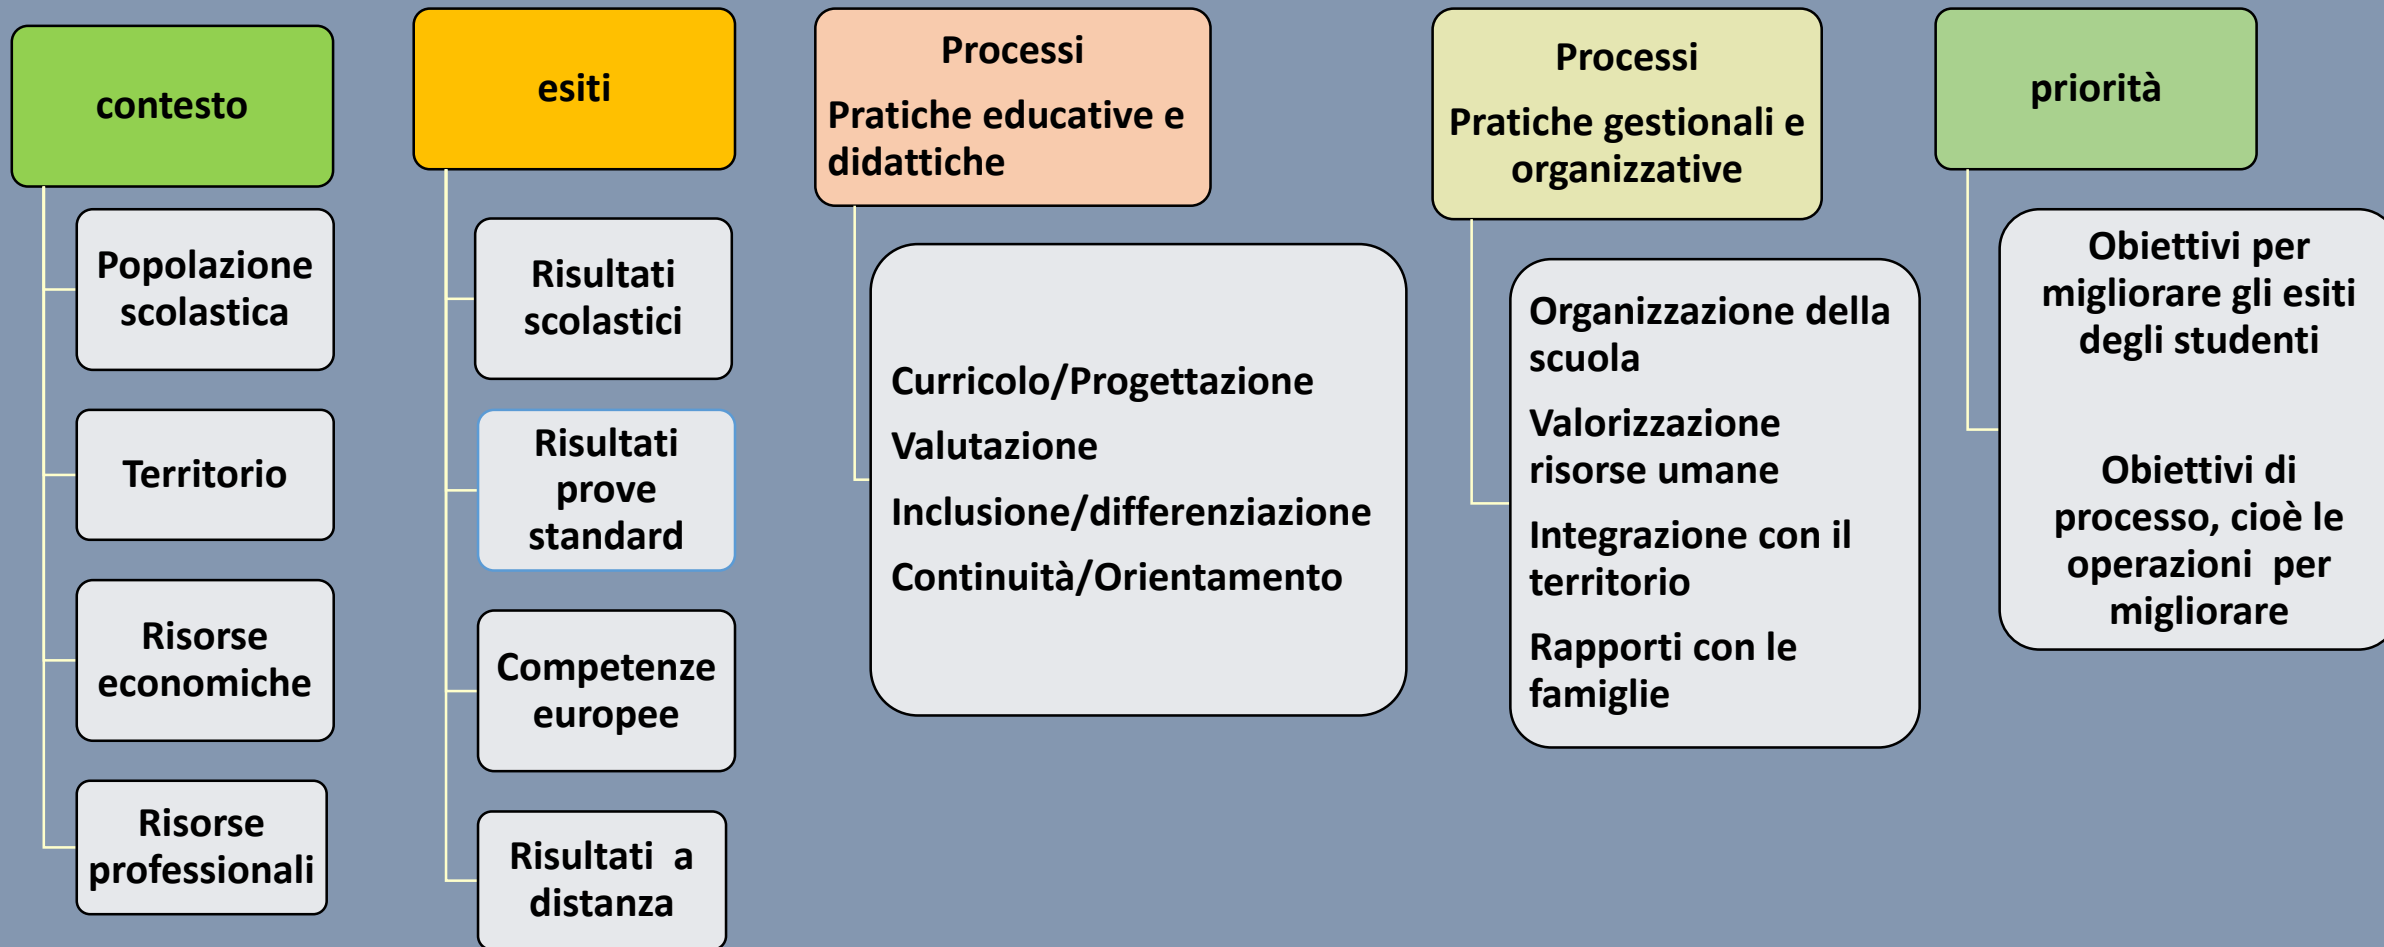 contesto
Popolazione
scolastica
Territorio
Risorse
economiche
Risorse
professionali
esiti
Risultati
scolastici
Risultati
prove
standard
Competenze
europee
Risultati a
distanza
Processi
Pratiche educative e
didattiche
Curricolo/Progettazione
Valutazione
Inclusione/differenziazione
Continuità/Orientamento
Processi
Pratiche gestionali e
organizzative
Organizzazione della
scuola
Valorizzazione
risorse umane
Integrazione con il
territorio
Rapporti con le
famiglie
priorità
Obiettivi per
migliorare gli esiti
degli studenti
Obiettivi di
processo, cioè le
operazioni per
migliorare